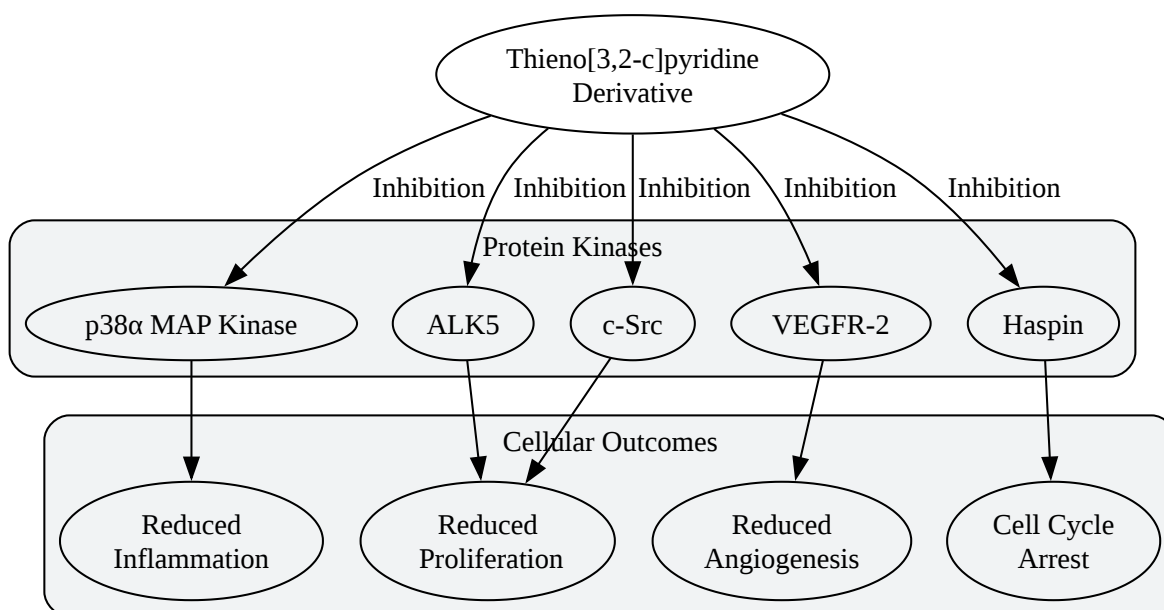 Thieno[3,2-c]pyridine
Derivative
Inhibition Inhibition Inhibition Inhibition Inhibition
Protein Kinases
p38α MAP Kinase ALK5 c-Src VEGFR-2 Haspin
Cellular Outcomes
Reduced Reduced Reduced Cell Cycle
Inflammation Proliferation Angiogenesis Arrest